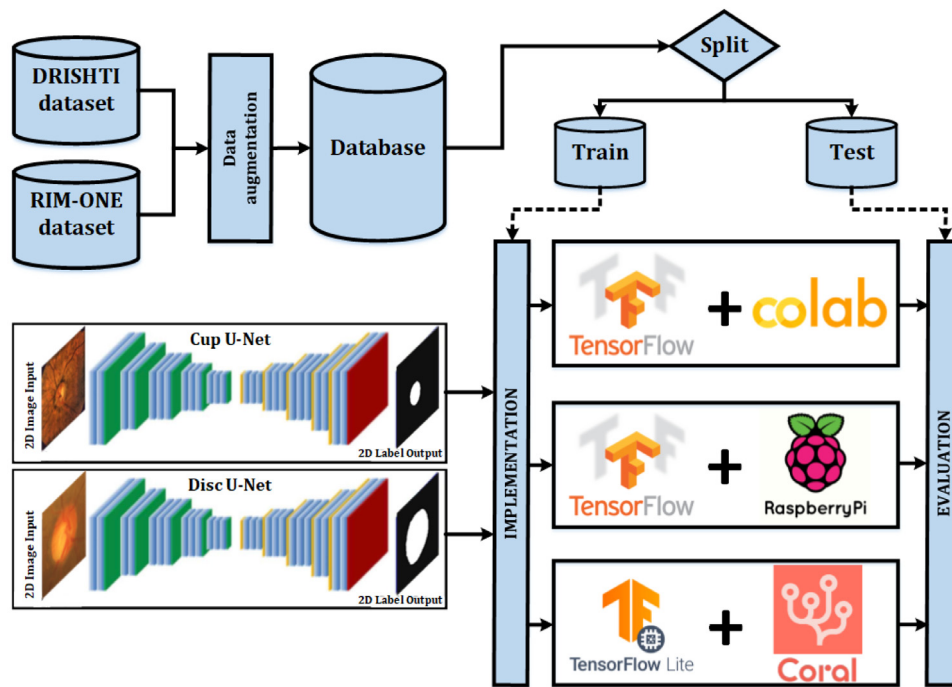 DRISHTI
dataset
RIM-ONE
dataset
Data
augmentation
Database
Split
Train
Test
Cup U-Net
2D Image Input
2D Label Output
Disc U-Net
2D Image Input
2D Label Output
IMPLEMENTATION
TensorFlow
+
colab
TensorFlow
+
RaspberryPi
TensorFlow Lite
+
Coral
EVALUATION